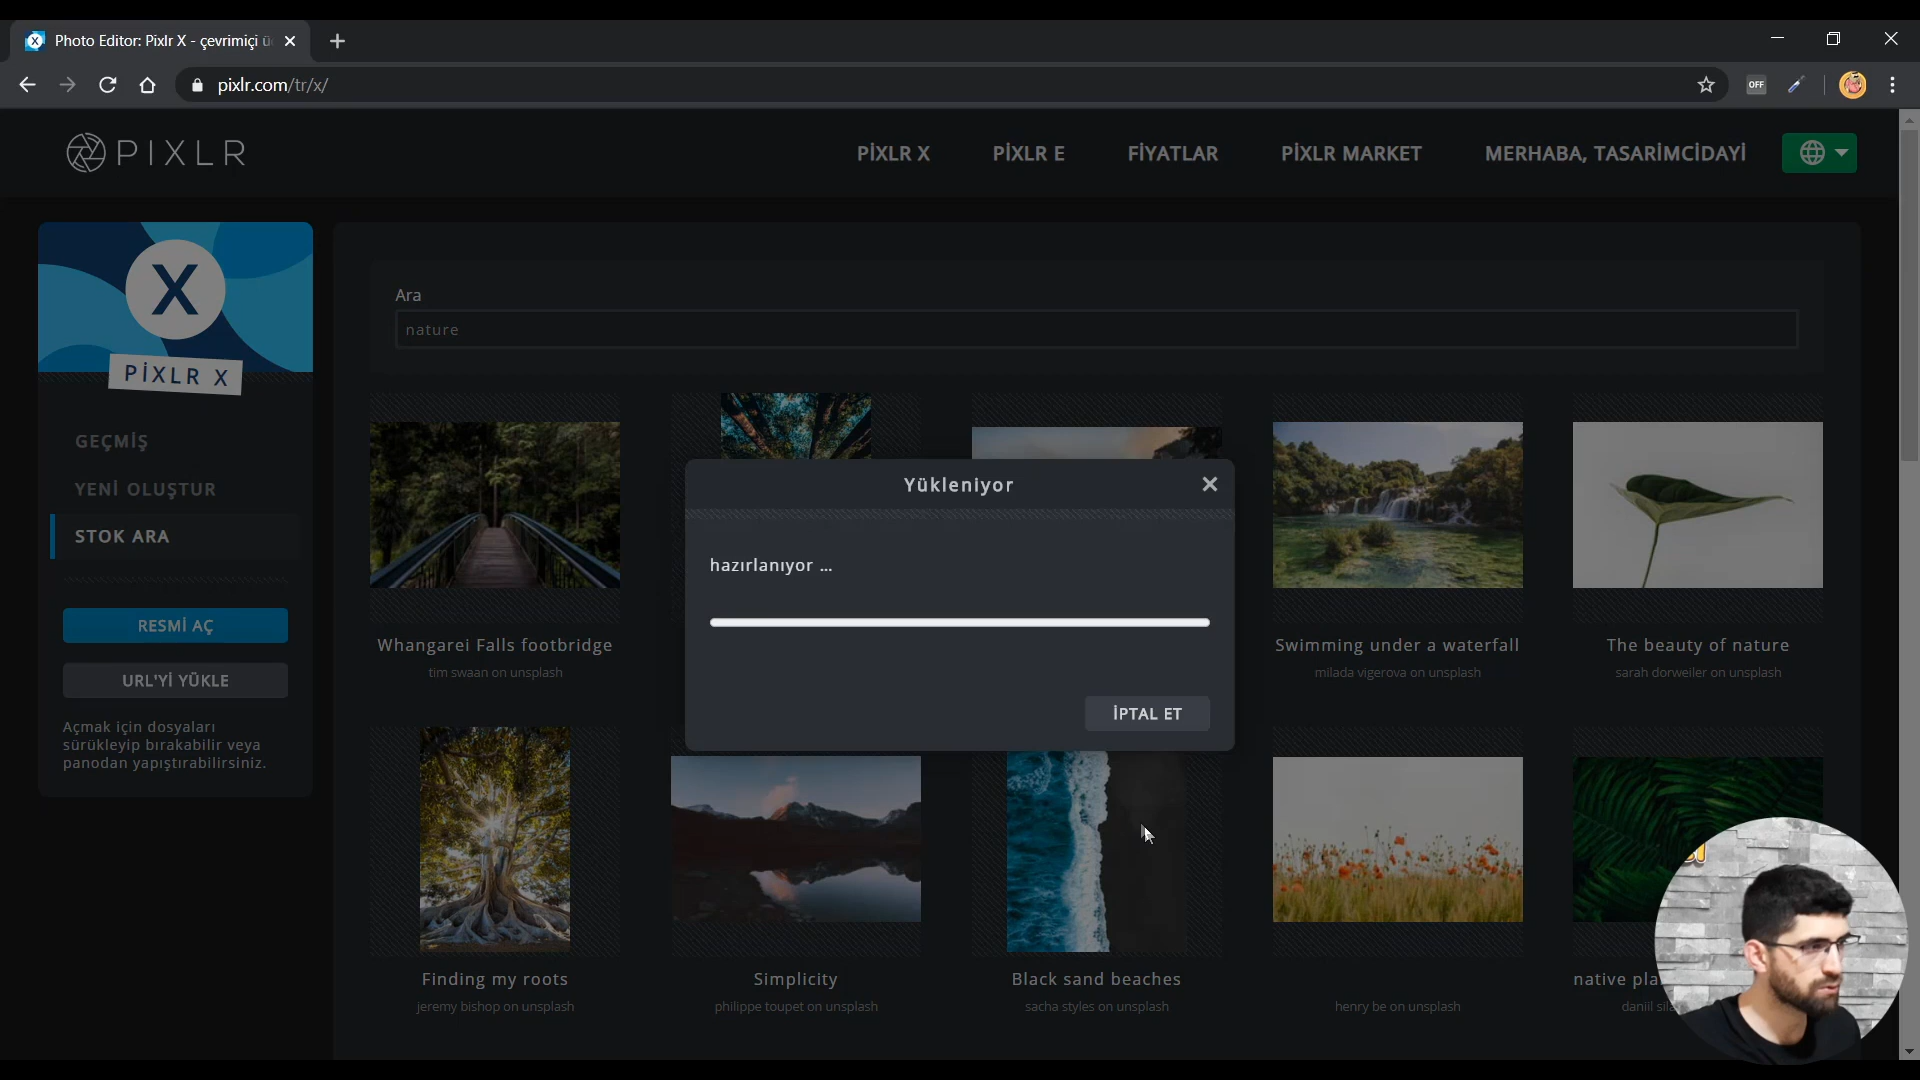 Photo Editor: Pixlr X - çevrimiçi ü
pixlr.com/tr/x/
OFF
PIXLR
PİXLR X
PİXLR E
FİYATLAR
PİXLR MARKET
MERHABA, TASARİMCİDAYİ
X
PİXLR X
GEÇMİŞ
YENİ OLUŞTUR
STOK ARA
RESMİ AÇ
URL'Yİ YÜKLE
Açmak için dosyaları
sürükleyip bırakabilir veya
panodan yapıştırabilirsiniz.
Ara
nature
Yükleniyor
hazırlanıyor ...
İPTAL ET
Whangarei Falls footbridge
tim swaan on unsplash
Swimming under a waterfall
milada vigerova on unsplash
The beauty of nature
sarah dorweiler on unsplash
Finding my roots
jeremy bishop on unsplash
Simplicity
philippe toupet on unsplash
Black sand beaches
sacha styles on unsplash
henry be on unsplash
native
daniil